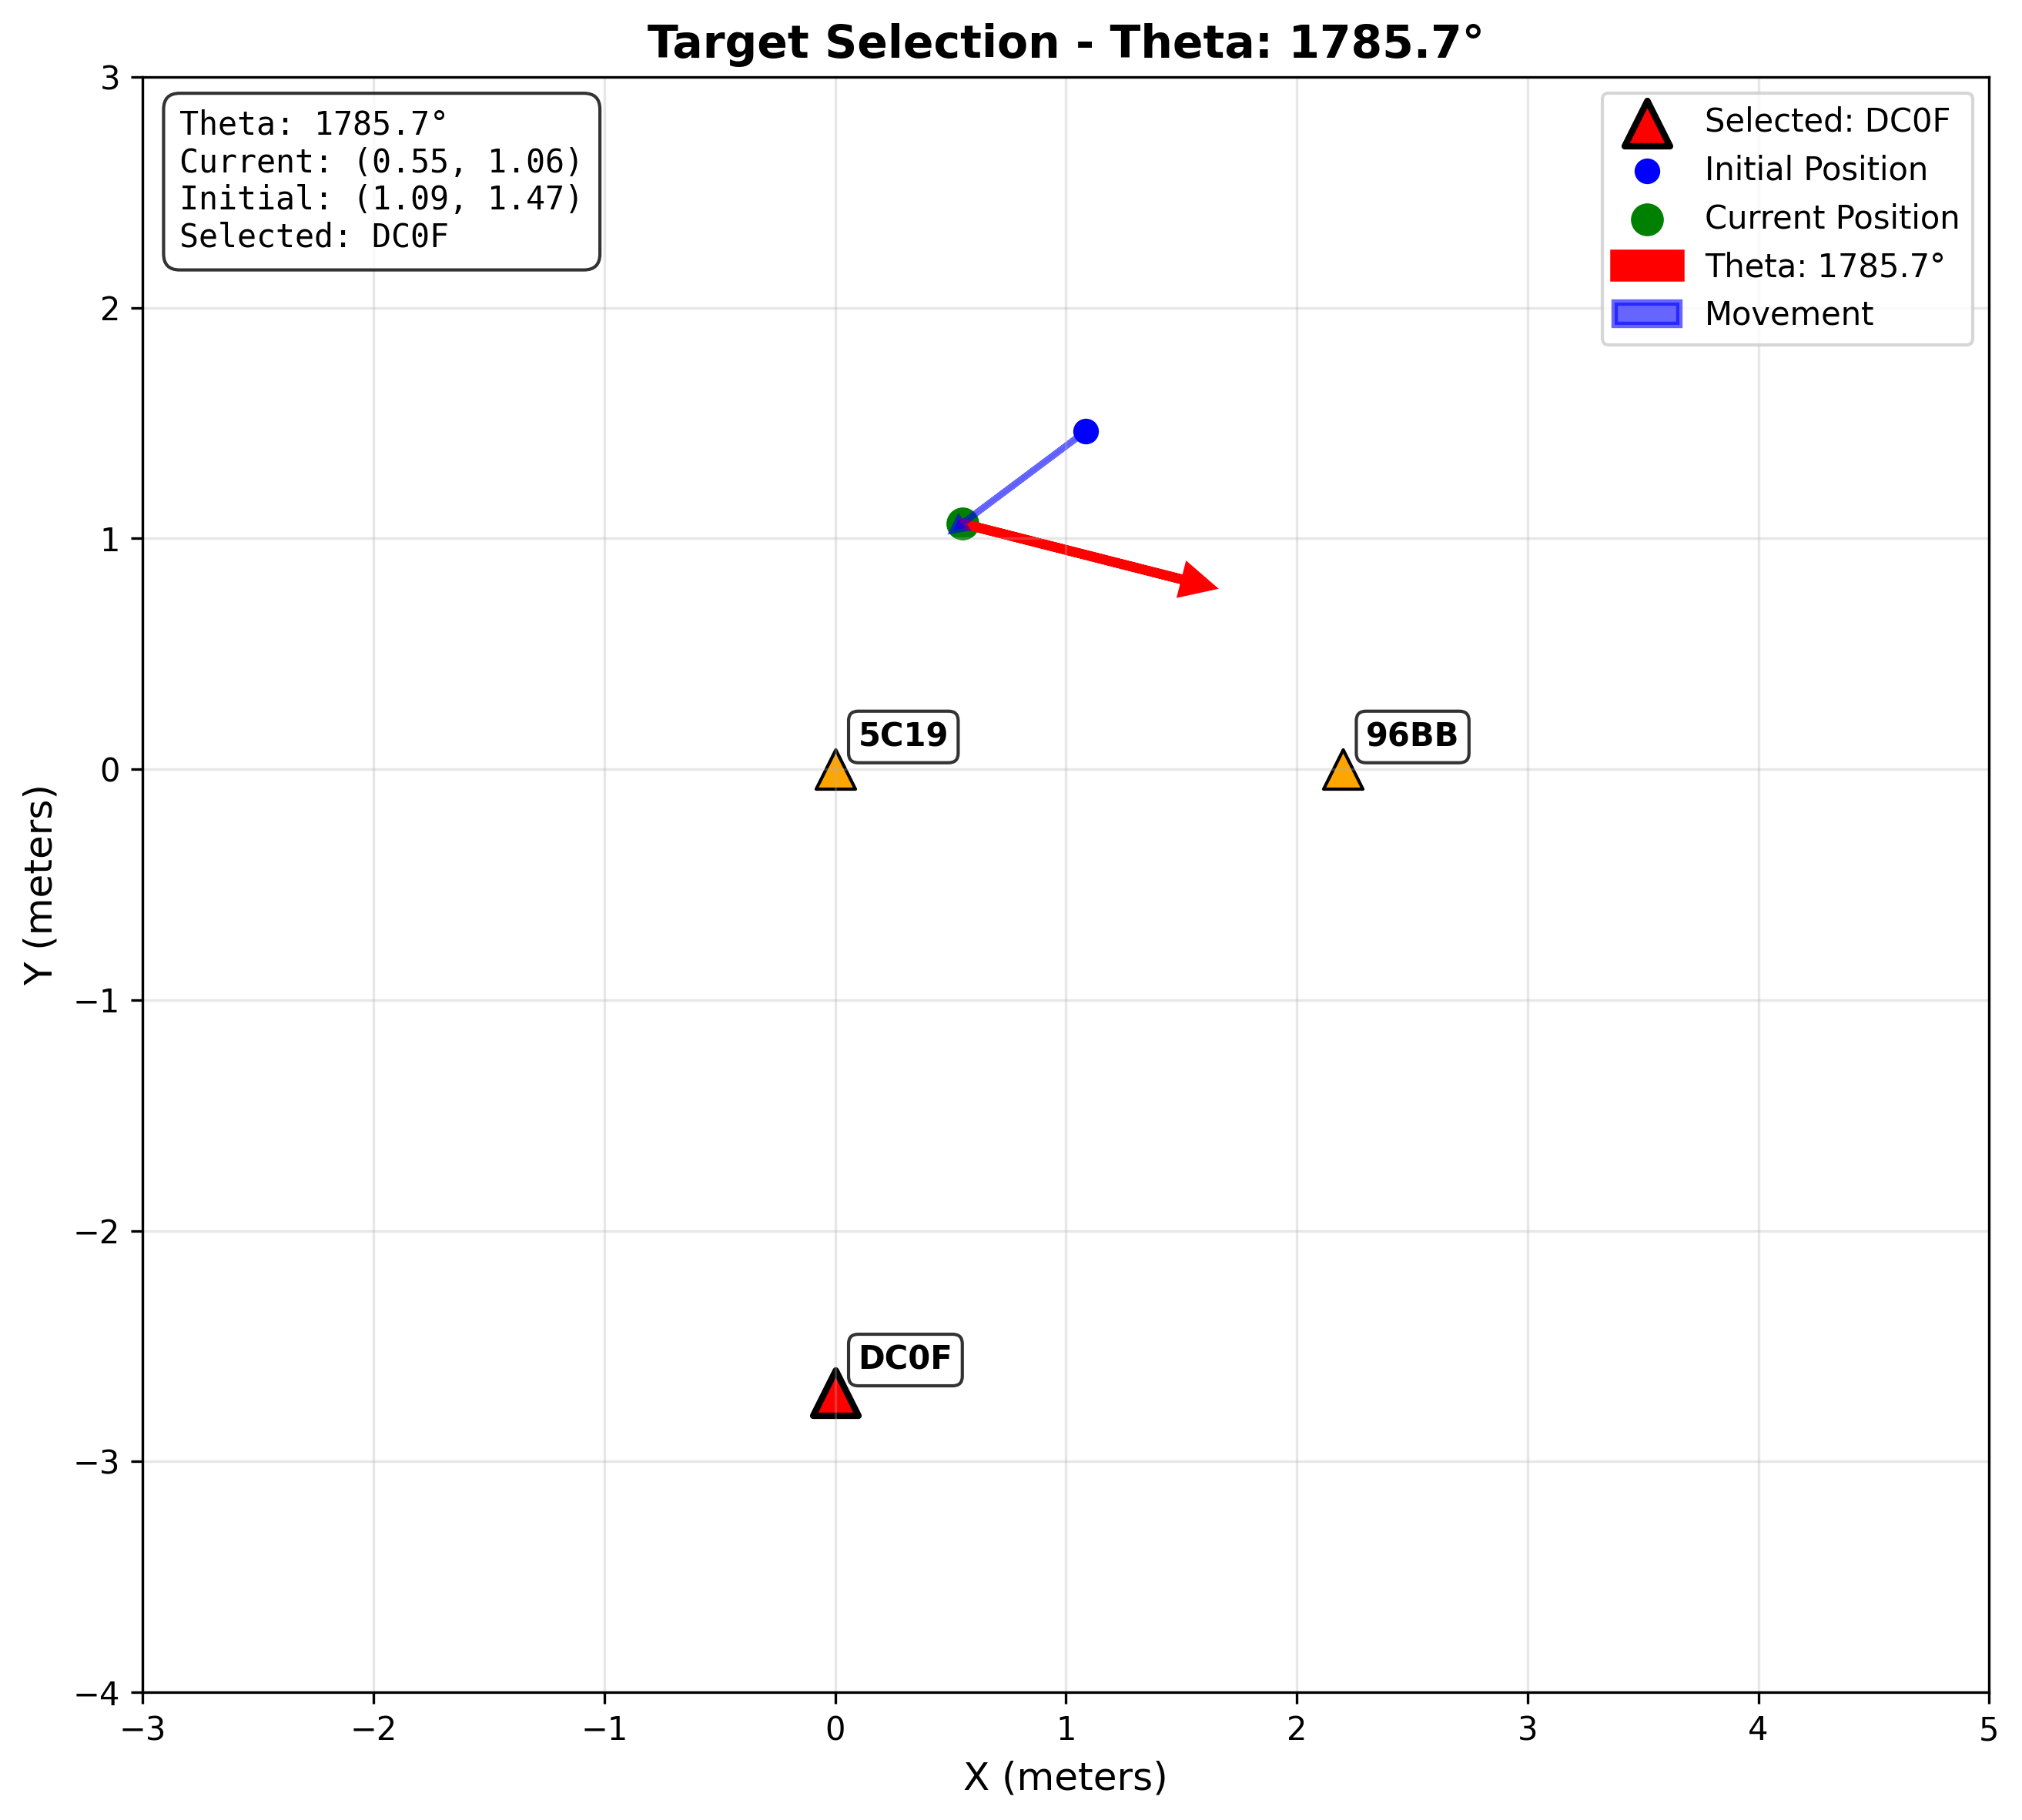 Target Selection - Theta: 1785.7°
Theta: 1785.7°
Current: (0.55, 1.06)
Initial: (1.09, 1.47)
Selected: DC0F
Selected: DC0F
Initial Position
Current Position
Theta: 1785.7°
Movement
3
2
1
0
−1
−2
−3
−4
Y (meters)
5C19
96BB
DC0F
−3
−2
−1
0
1
2
3
4
5
X (meters)